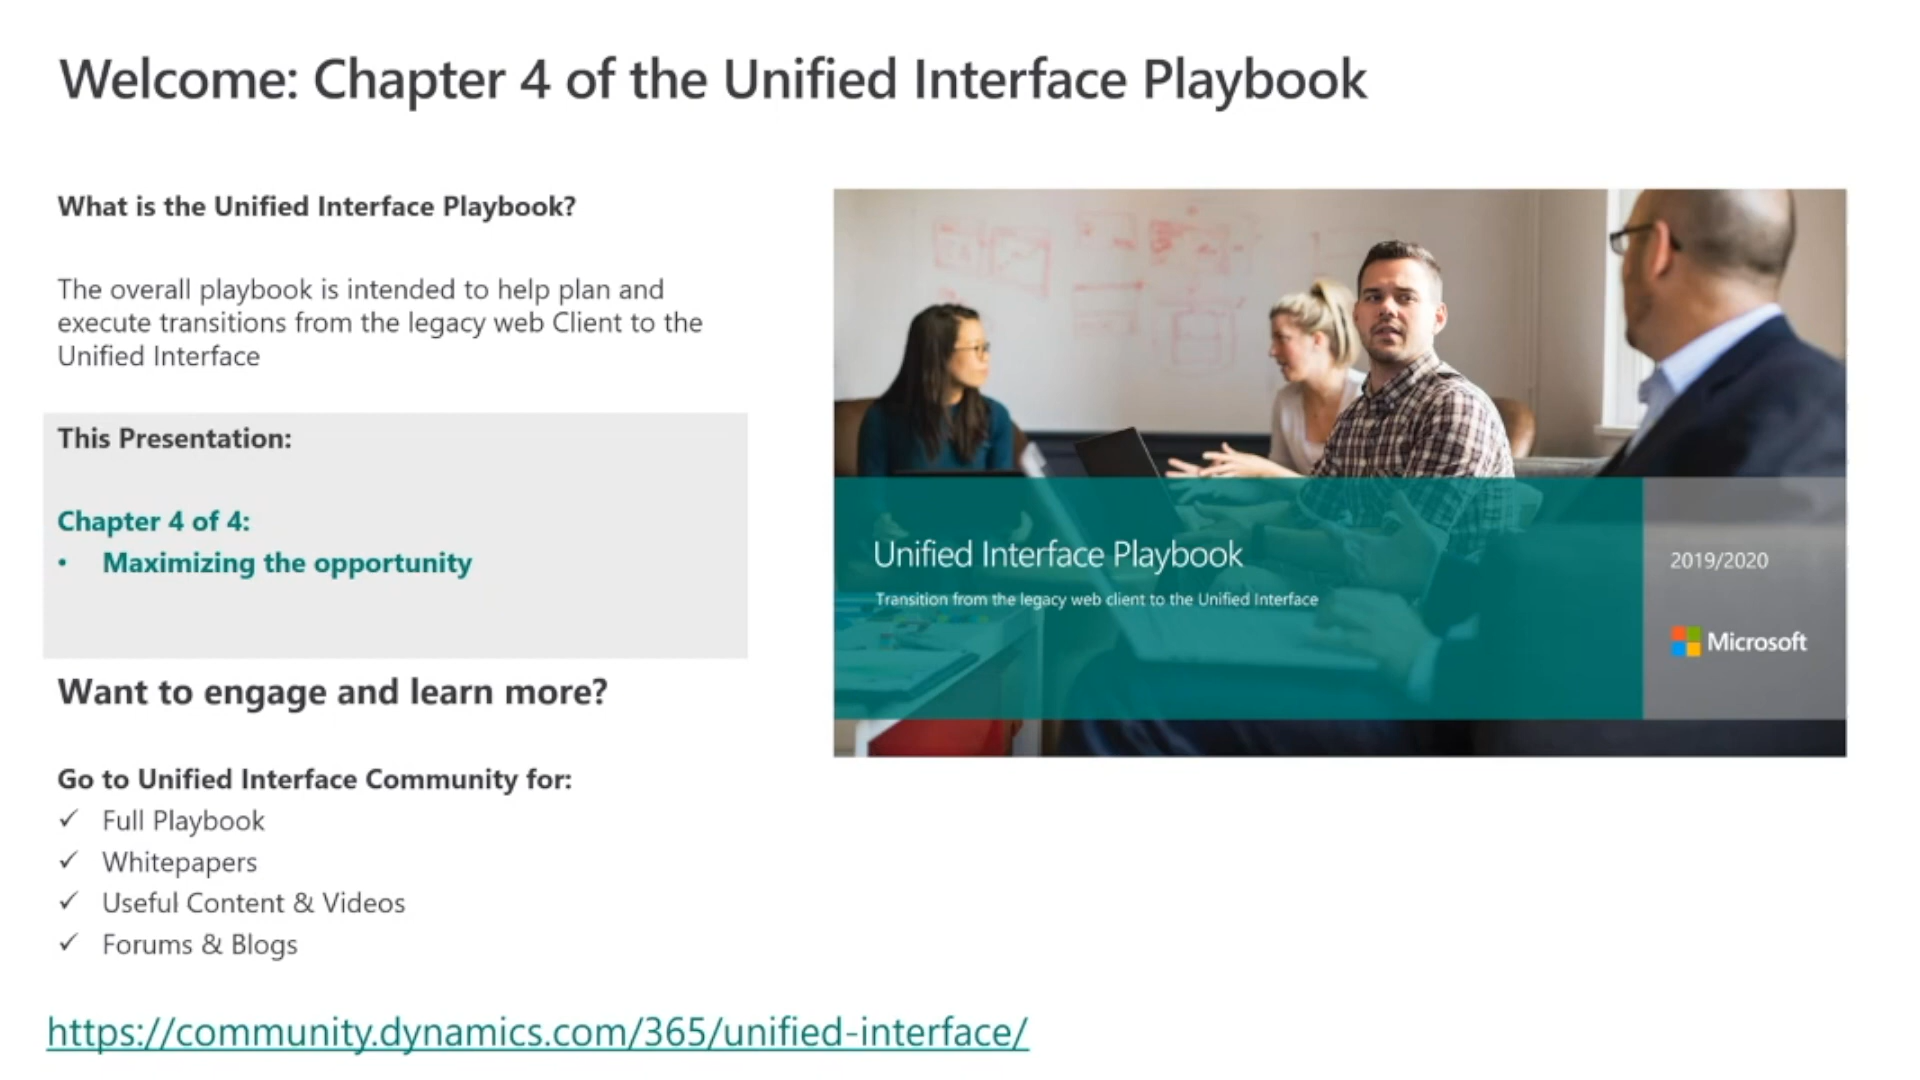 Welcome: Chapter 4 of the Unified Interface Playbook
What is the Unified Interface Playbook?
The overall playbook is intended to help plan and
execute transitions from the legacy web Client to the
Unified Interface
This Presentation:
Chapter 4 of 4:
• Maximizing the opportunity
Want to engage and learn more?
Go to Unified Interface Community for:
✓ Full Playbook
✓ Whitepapers
✓ Useful Content & Videos
✓ Forums & Blogs
https://community.dynamics.com/365/unified-interface/
Unified Interface Playbook
Transition from the legacy web client to the Unified Interface
2019/2020
Microsoft